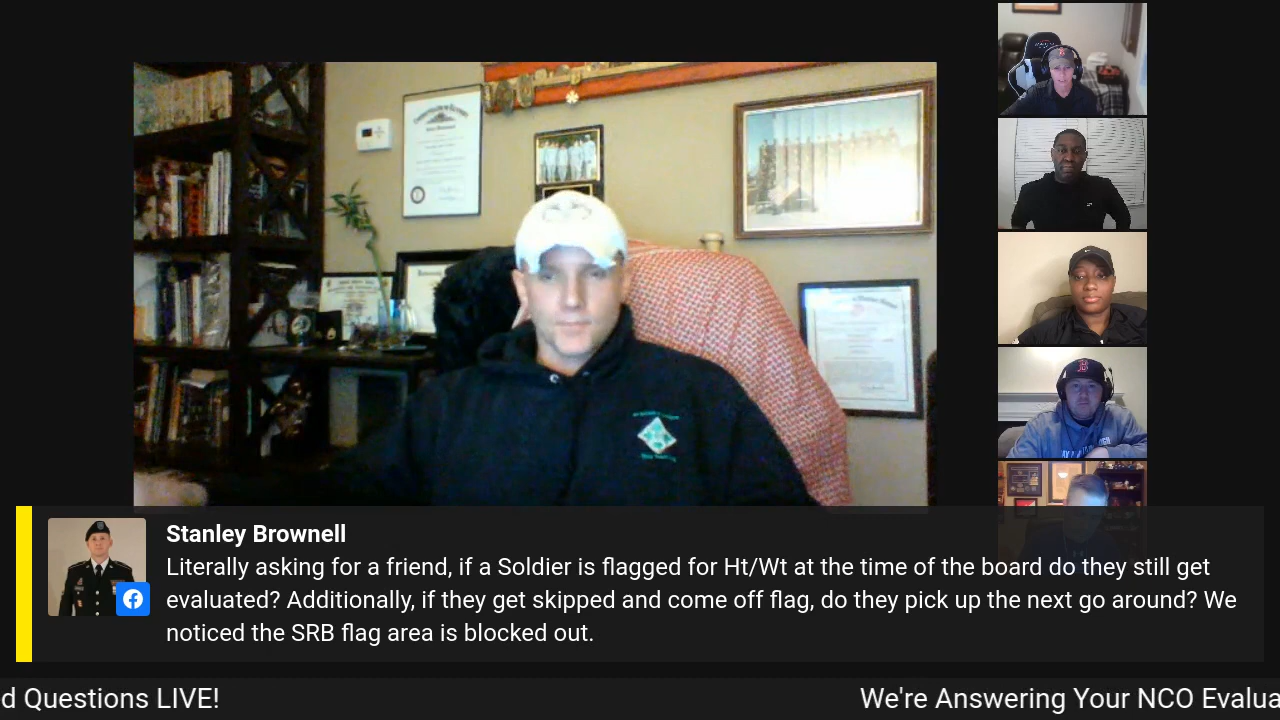 Stanley Brownell
Literally asking for a friend, if a Soldier is flagged for Ht/Wt at the time of the board do they still get
evaluated? Additionally, if they get skipped and come off flag, do they pick up the next go around? We
noticed the SRB flag area is blocked out.
d Questions LIVE!
We're Answering Your NCO Evalua